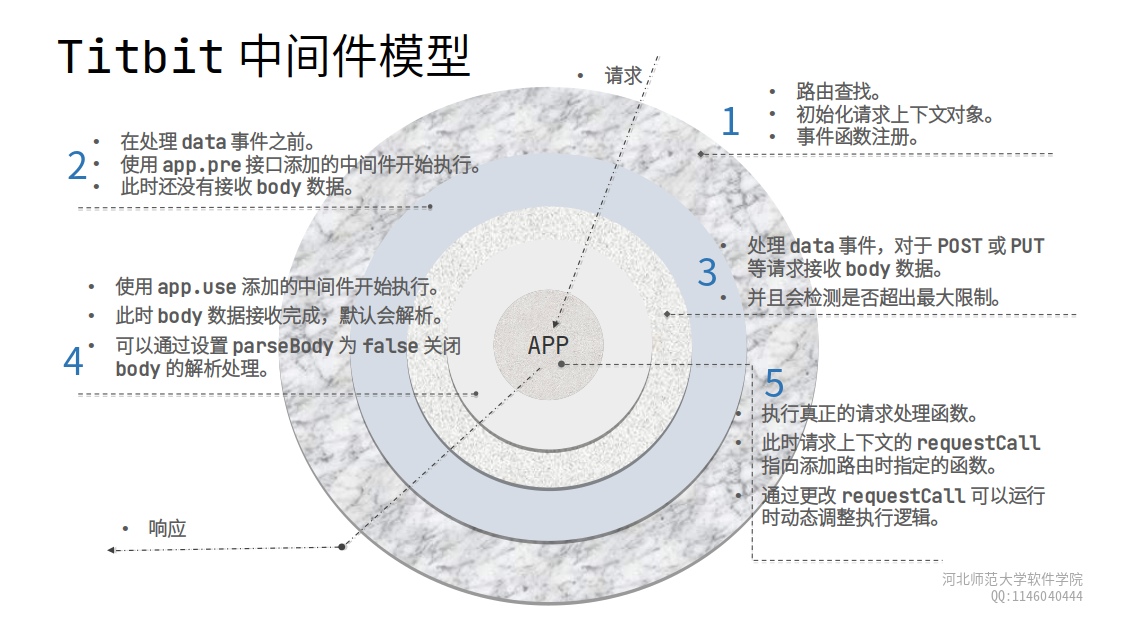 Titbit 中间件模型
• 请求
1
• 路由查找。
• 初始化请求上下文对象。
• 事件函数注册。
2
• 在处理 data 事件之前。
• 使用 app.pre 接口添加的中间件开始执行。
• 此时还没有接收 body 数据。
3
• 处理 data 事件，对于 POST 或 PUT
等请求接收 body 数据。
• 并且会检测是否超出最大限制。
4
• 使用 app.use 添加的中间件开始执行。
• 此时 body 数据接收完成，默认会解析。
• 可以通过设置 parseBody 为 false 关闭
body 的解析处理。
APP
5
• 执行真正的请求处理函数。
• 此时请求上下文的 requestCall
指向添加路由时指定的函数。
• 通过更改 requestCall 可以运行
时动态调整执行逻辑。
• 响应
河北师范大学软件学院
QQ:1146040444